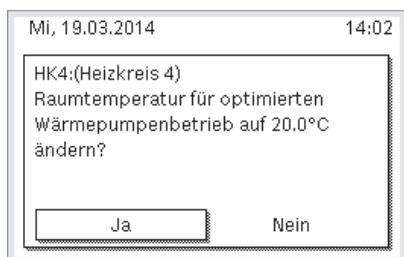 Mi, 19.03.2014 14:02
HK4:(Heizkreis 4)
Raumtemperatur für optimierten
Wärmepumpenbetrieb auf 20.0°C
ändern?
Ja Nein